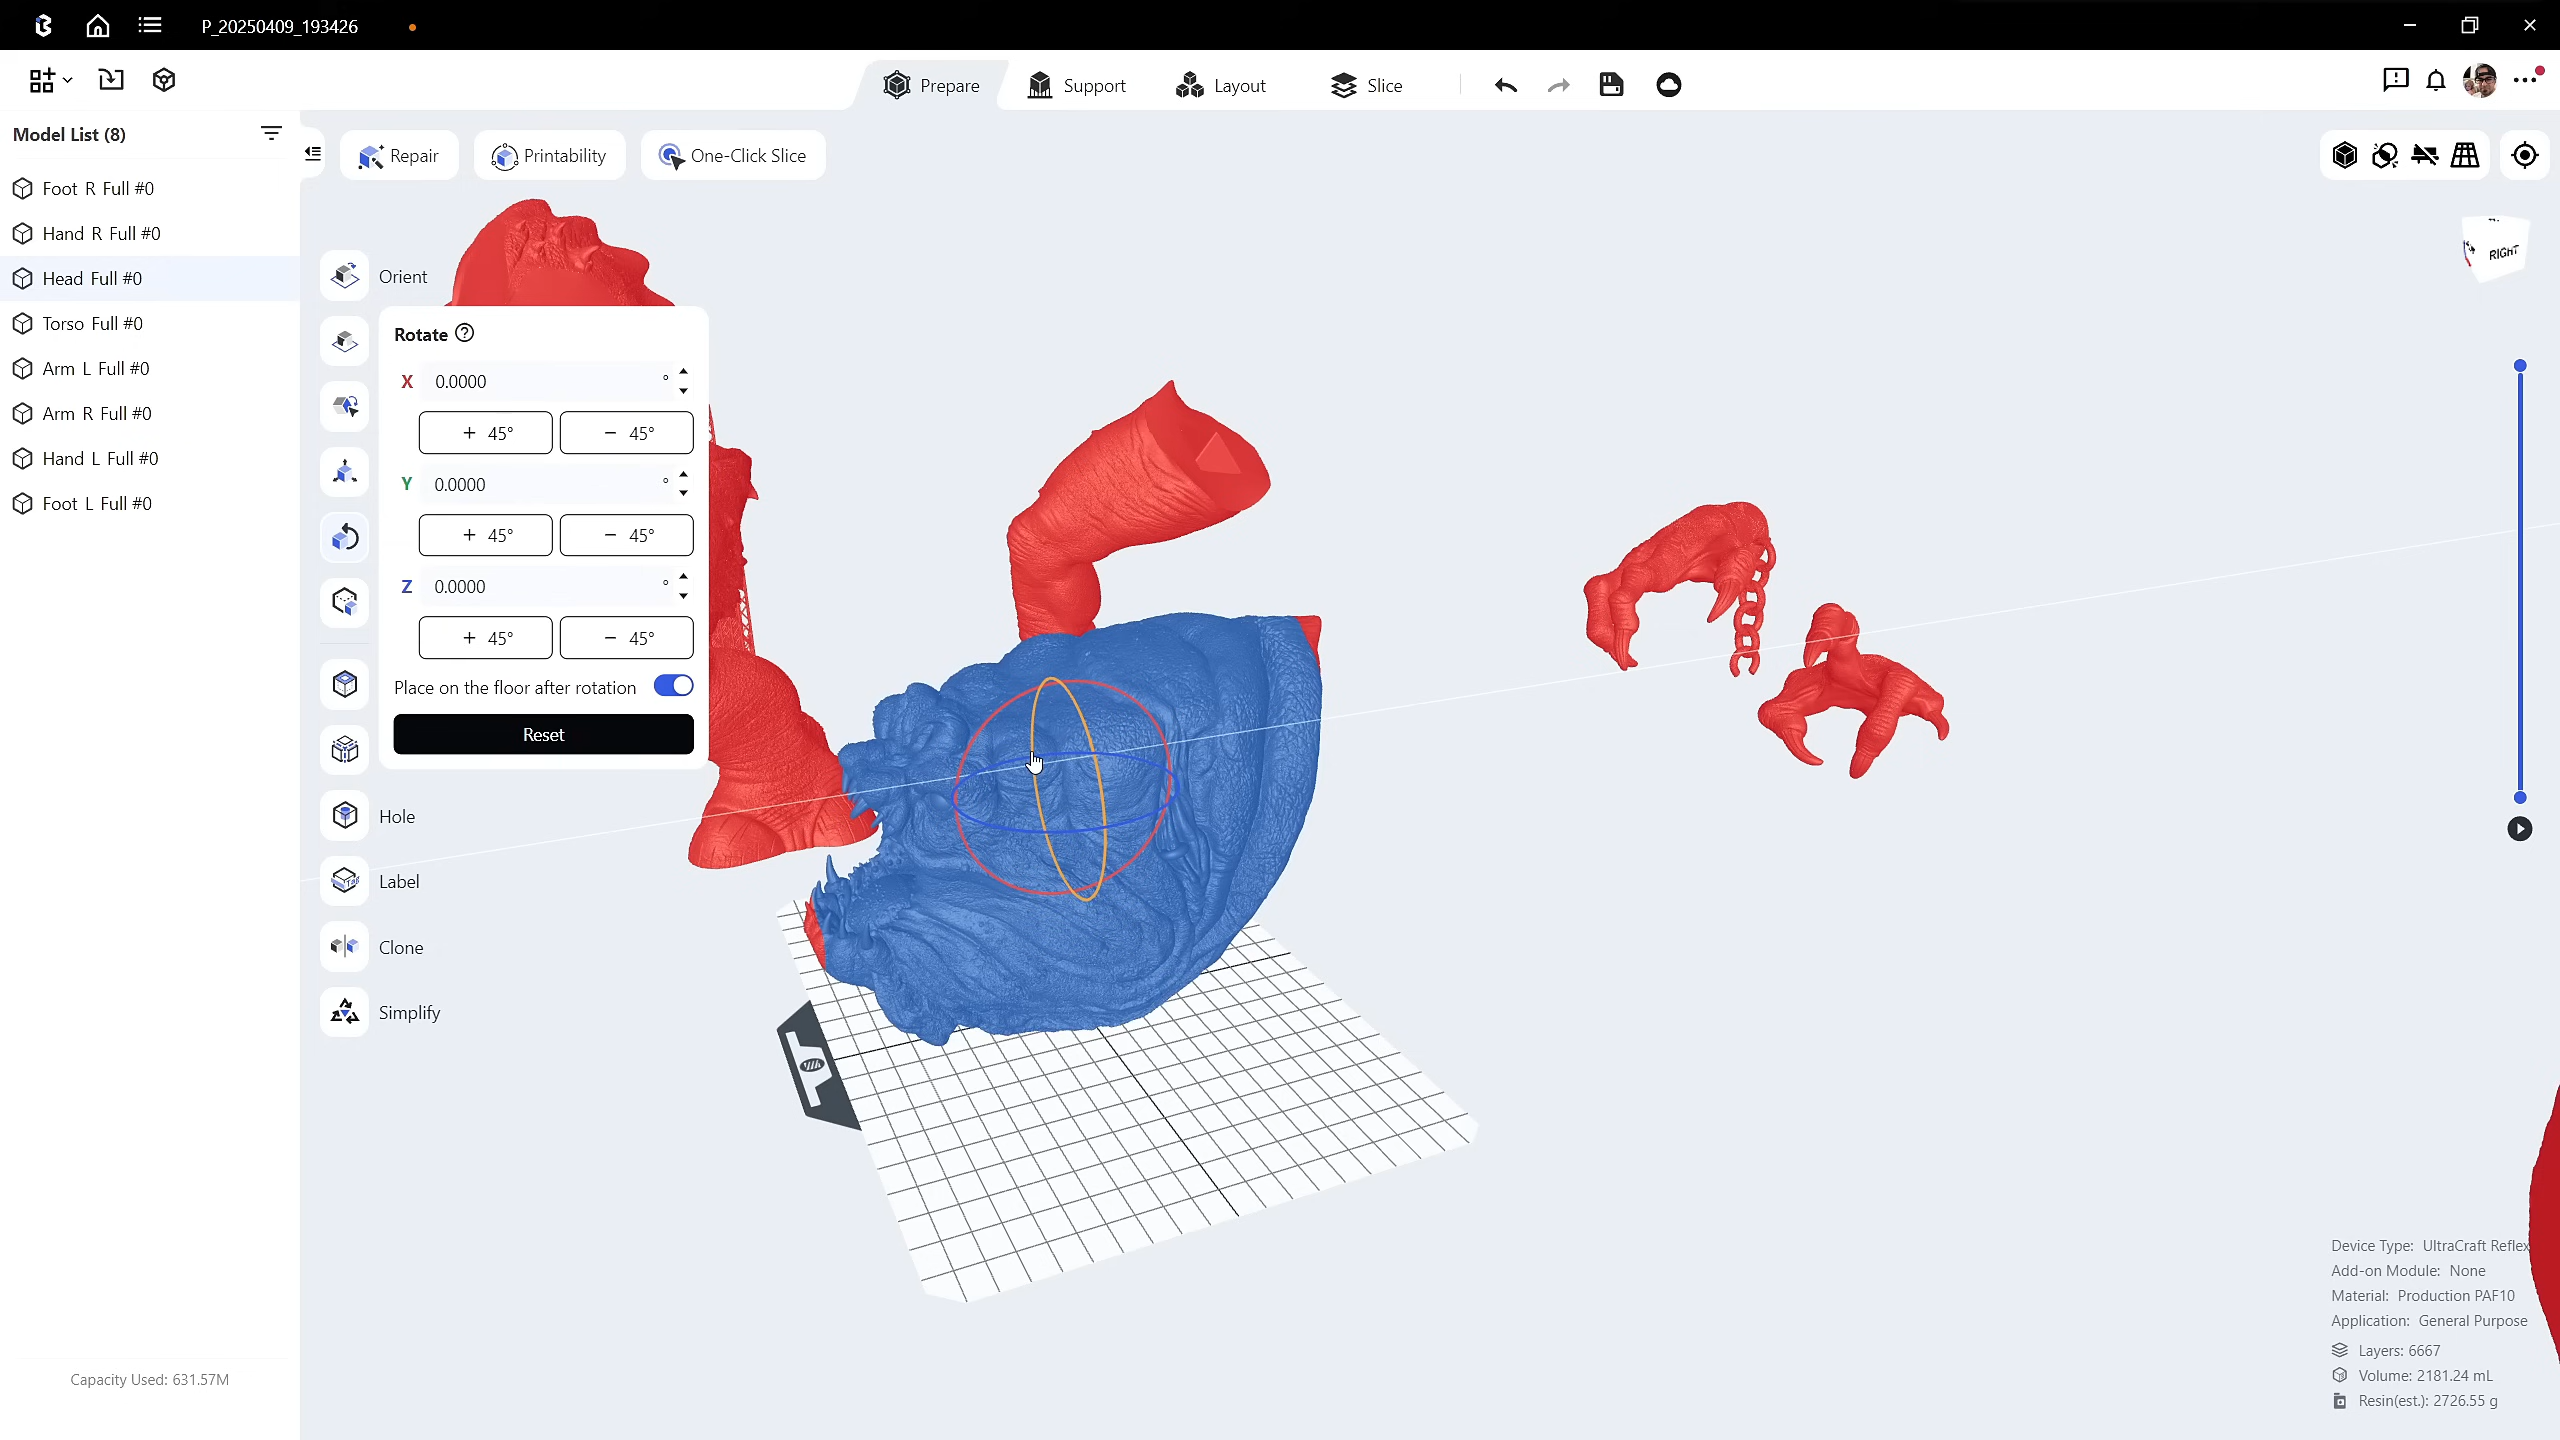 P_20250409_193426
Prepare
Support
Layout
Slice
Model List (8)
Repair
Printability
One-Click Slice
Foot R Full #0
Hand R Full #0
Head Full #0
Torso Full #0
Arm L Full #0
Arm R Full #0
Hand L Full #0
Foot L Full #0
RIGHT
Orient
Rotate
X 0.0000 °
+ 45° − 45°
Y 0.0000 °
+ 45° − 45°
Z 0.0000 °
+ 45° − 45°
Place on the floor after rotation
Reset
Hole
Label
Clone
Simplify
Device Type: UltraCraft Reflex
Add-on Module: None
Material: Production PAF10
Application: General Purpose
Layers: 6667
Volume: 2181.24 mL
Resin(est.): 2726.55 g
Capacity Used: 631.57M